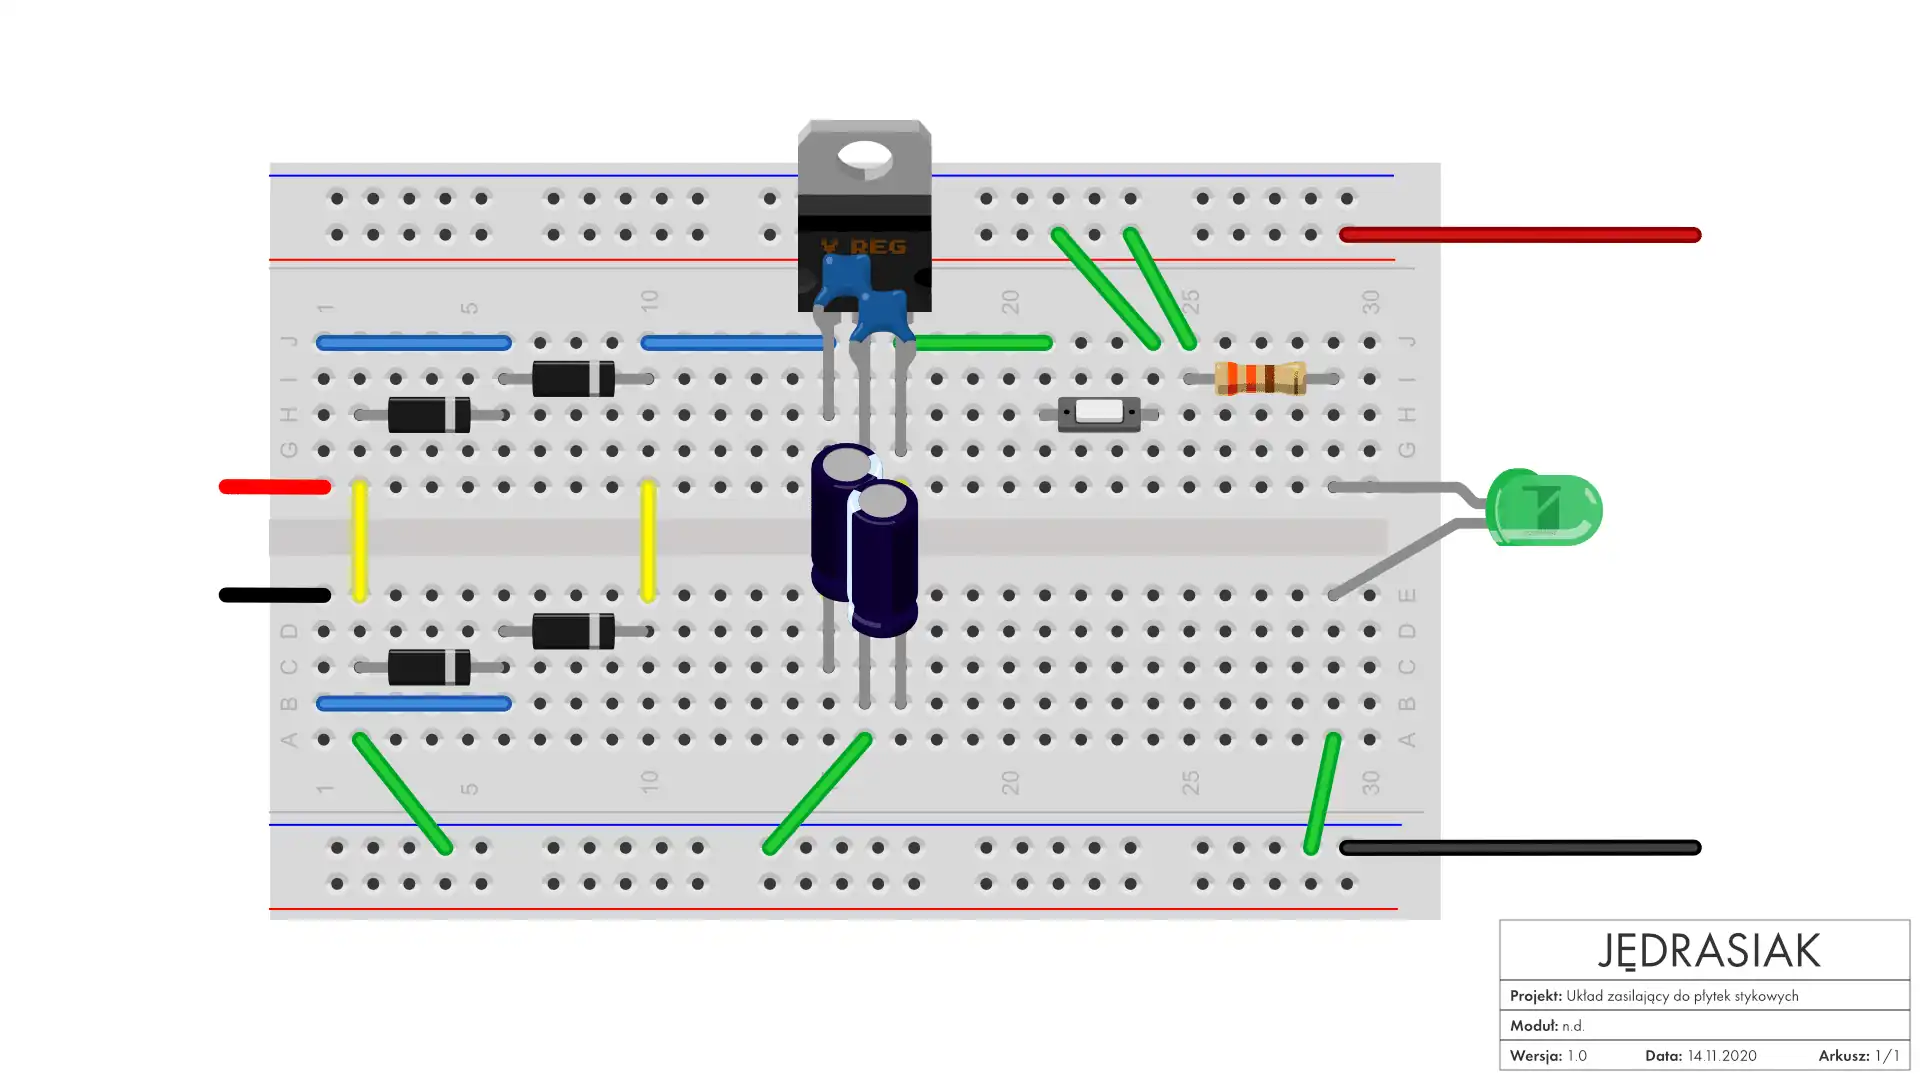 V REG
1 5 10 20 25 30
J J
I I
H H
G G
E
D D
C C
B B
A A
1 5 10 20 25 30
JĘDRASIAK
Projekt: Układ zasilający do płytek stykowych
Moduł: n.d.
Wersja: 1.0 Data: 14.11.2020 Arkusz: 1/1